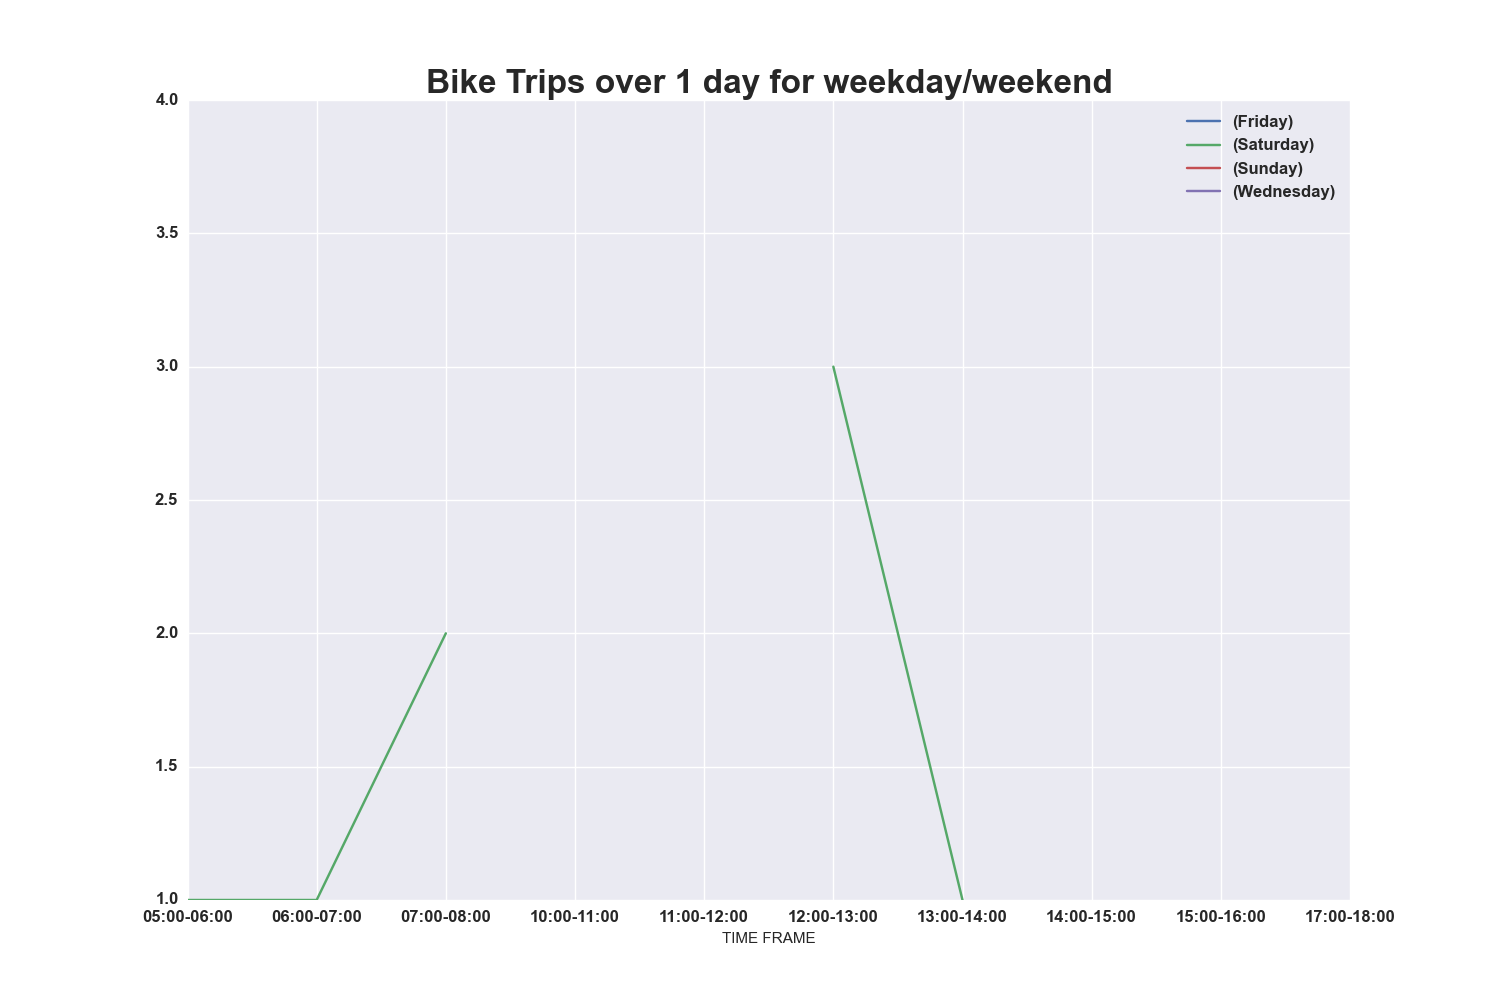 Bike Trips over 1 day for weekday/weekend
4.0
3.5
3.0
2.5
2.0
1.5
1.0
(Friday)
(Saturday)
(Sunday)
(Wednesday)
05:00-06:00 06:00-07:00 07:00-08:00 10:00-11:00 11:00-12:00 12:00-13:00 13:00-14:00 14:00-15:00 15:00-16:00 17:00-18:00
TIME FRAME